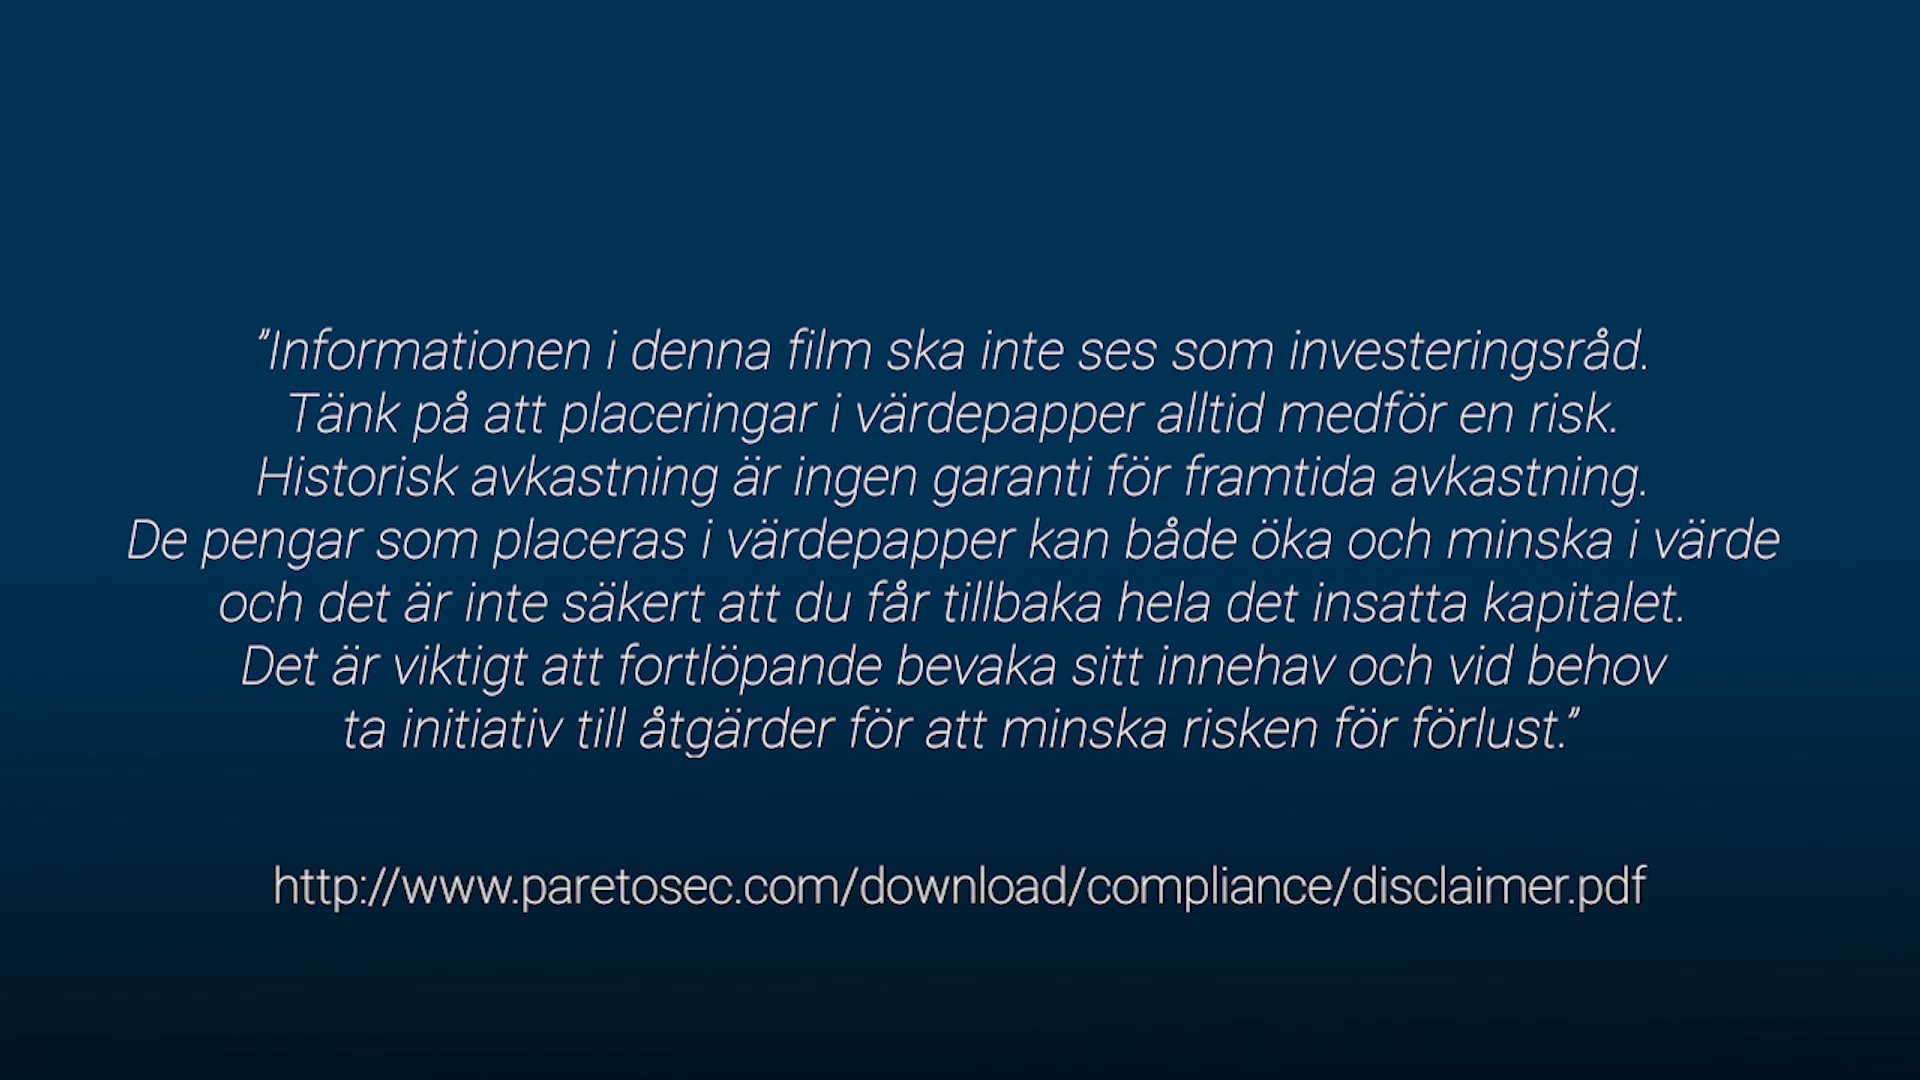 ”Informationen i denna film ska inte ses som investeringsråd.
Tänk på att placeringar i värdepapper alltid medför en risk.
Historisk avkastning är ingen garanti för framtida avkastning.
De pengar som placeras i värdepapper kan både öka och minska i värde
och det är inte säkert att du får tillbaka hela det insatta kapitalet.
Det är viktigt att fortlöpande bevaka sitt innehav och vid behov
ta initiativ till åtgärder för att minska risken för förlust.”
http://www.paretosec.com/download/compliance/disclaimer.pdf